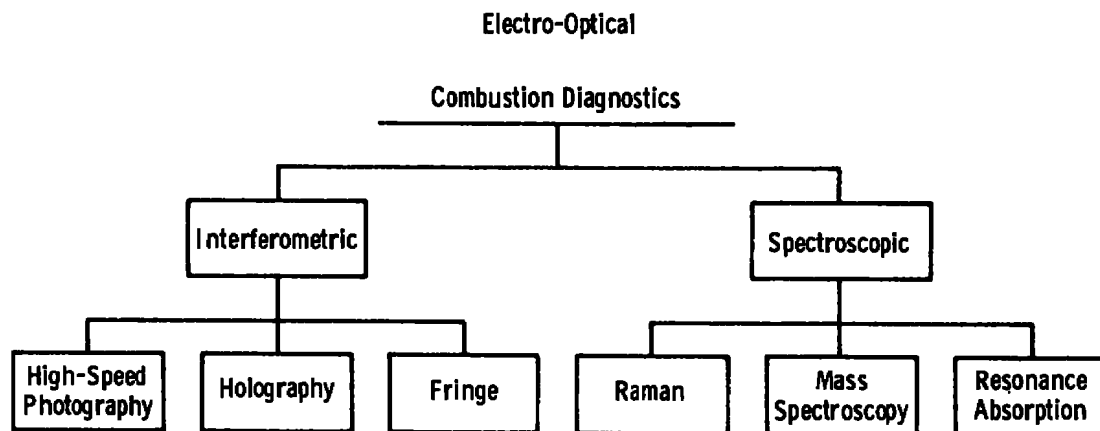 Electro-Optical
Combustion Diagnostics
Interferometric
Spectroscopic
High-Speed
Photography
Holography
Fringe
Raman
Mass
Spectroscopy
Resonance
Absorption